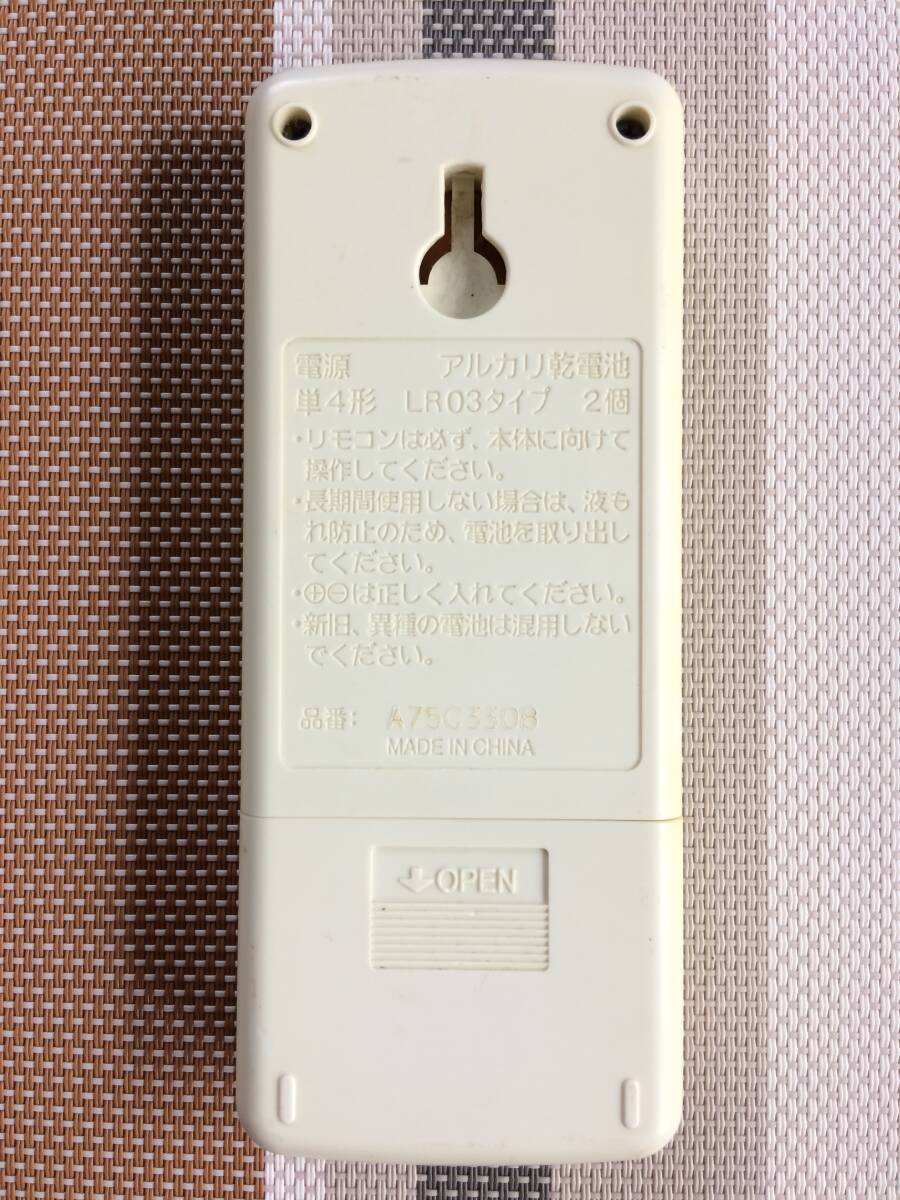 電源 アルカリ乾電池
単4形 LR03タイプ 2個
・リモコンは必ず、本体に向けて
操作してください。
・長期間使用しない場合は、液も
れ防止のため、電池を取り出し
てください。
・⊕⊖は正しく入れてください。
・新旧、異種の電池は混用しない
でください。
品番: A75C3308
MADE IN CHINA
OPEN